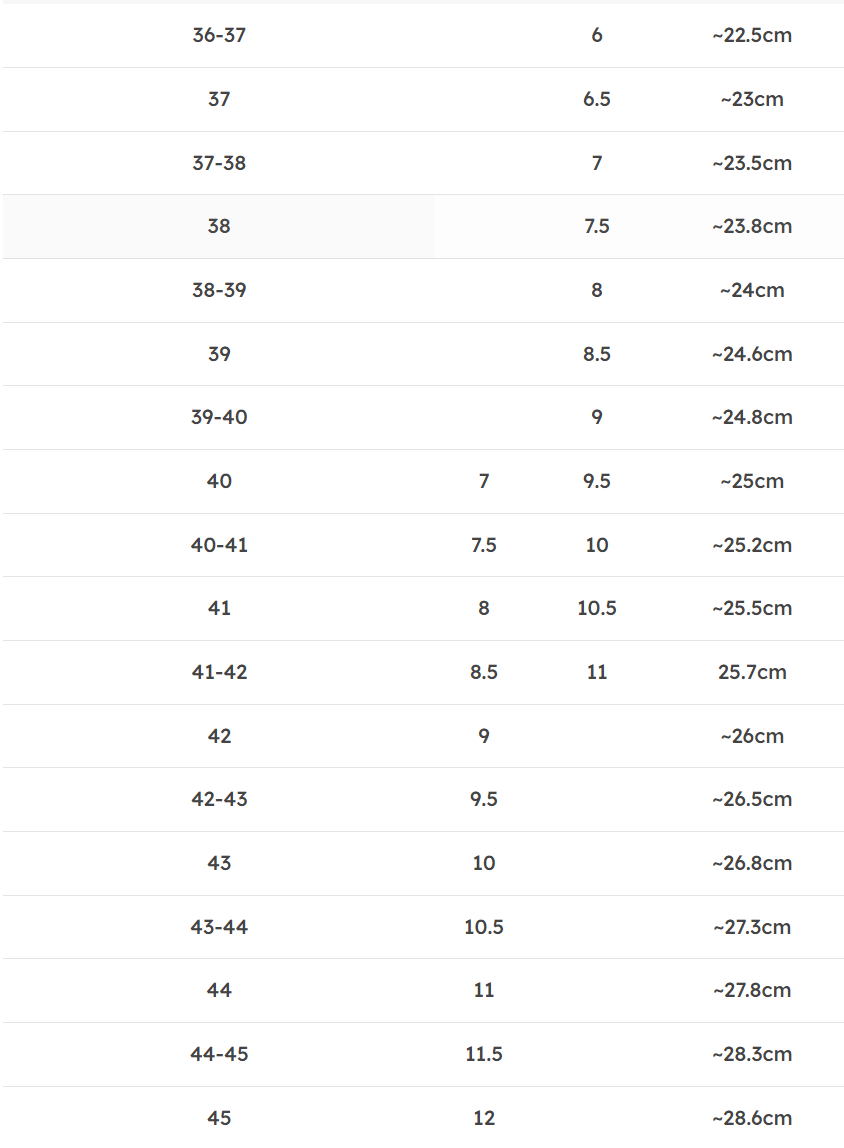 36-37 6 ~22.5cm
37 6.5 ~23cm
37-38 7 ~23.5cm
38 7.5 ~23.8cm
38-39 8 ~24cm
39 8.5 ~24.6cm
39-40 9 ~24.8cm
40 7 9.5 ~25cm
40-41 7.5 10 ~25.2cm
41 8 10.5 ~25.5cm
41-42 8.5 11 25.7cm
42 9 ~26cm
42-43 9.5 ~26.5cm
43 10 ~26.8cm
43-44 10.5 ~27.3cm
44 11 ~27.8cm
44-45 11.5 ~28.3cm
45 12 ~28.6cm